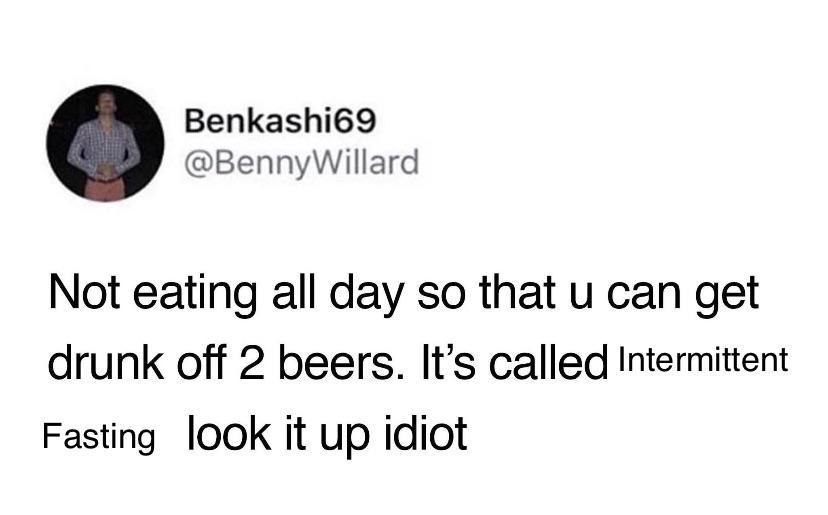 Benkashi69
@BennyWillard
Not eating all day so that u can get
drunk off 2 beers. It’s called Intermittent
Fasting look it up idiot